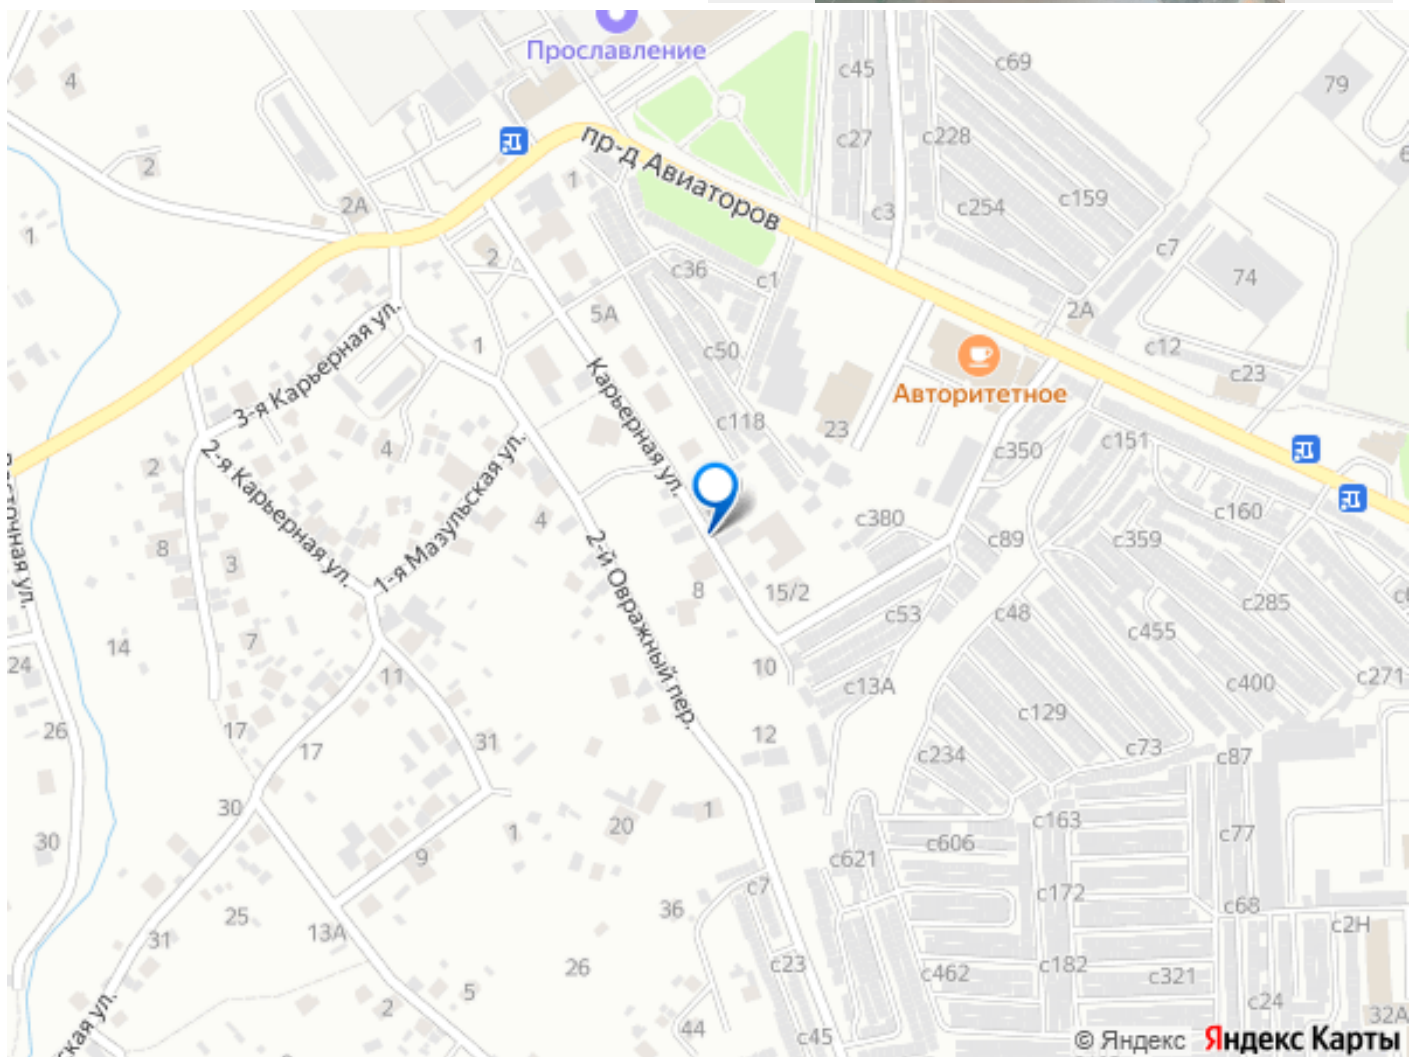 Прославление
4
79
с69
с45
с27
с228
2
пр-д Авиаторов
1
2А
с254
с159
с3
1
2
с36
с1
с7
74
5А
2А
3-я Карьерная ул.
1
с50
с12
с23
Авторитетное
Карьерная ул.
23
с118
4
2-я Карьерная ул.
2
1-я Мазульская ул.
с350
с151
4
с380
с160
8
3
2-й Овражный пер.
с89
с359
8
15/2
с53
с48
с285
с455
7
14
24
11
10
с13А
с400
с271
с129
26
17
17
31
12
с234
с73
с87
30
1
20
1
с163
с77
30
9
с621
с606
с7
с172
25
36
с68
с2Н
31
13А
26
с23
с462
с182
с321
5
2
44
с45
с24
32А
© Яндекс Яндекс Карты